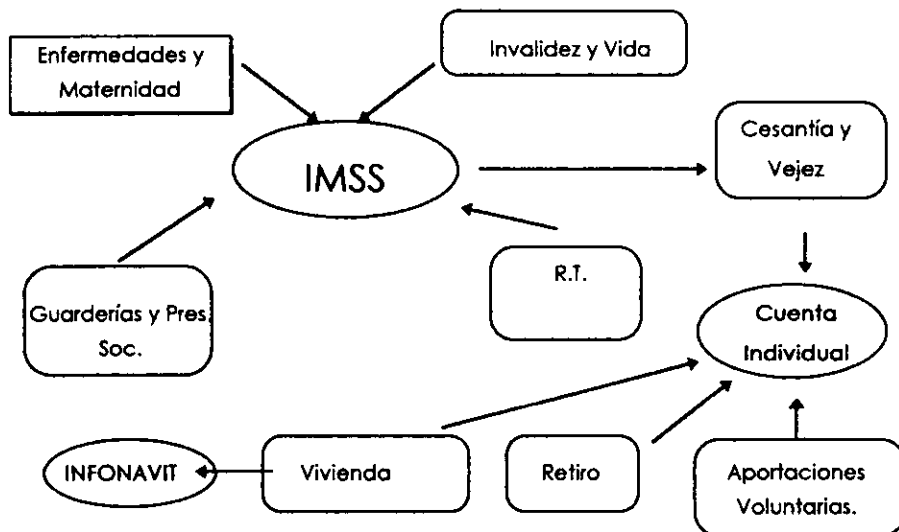 Enfermedades y
Maternidad
Invalidez y Vida
Cesantía y
Vejez
IMSS
R.T.
Guarderías y Pres.
Soc.
Cuenta
Individual
INFONAVIT
Vivienda
Retiro
Aportaciones
Voluntarias.